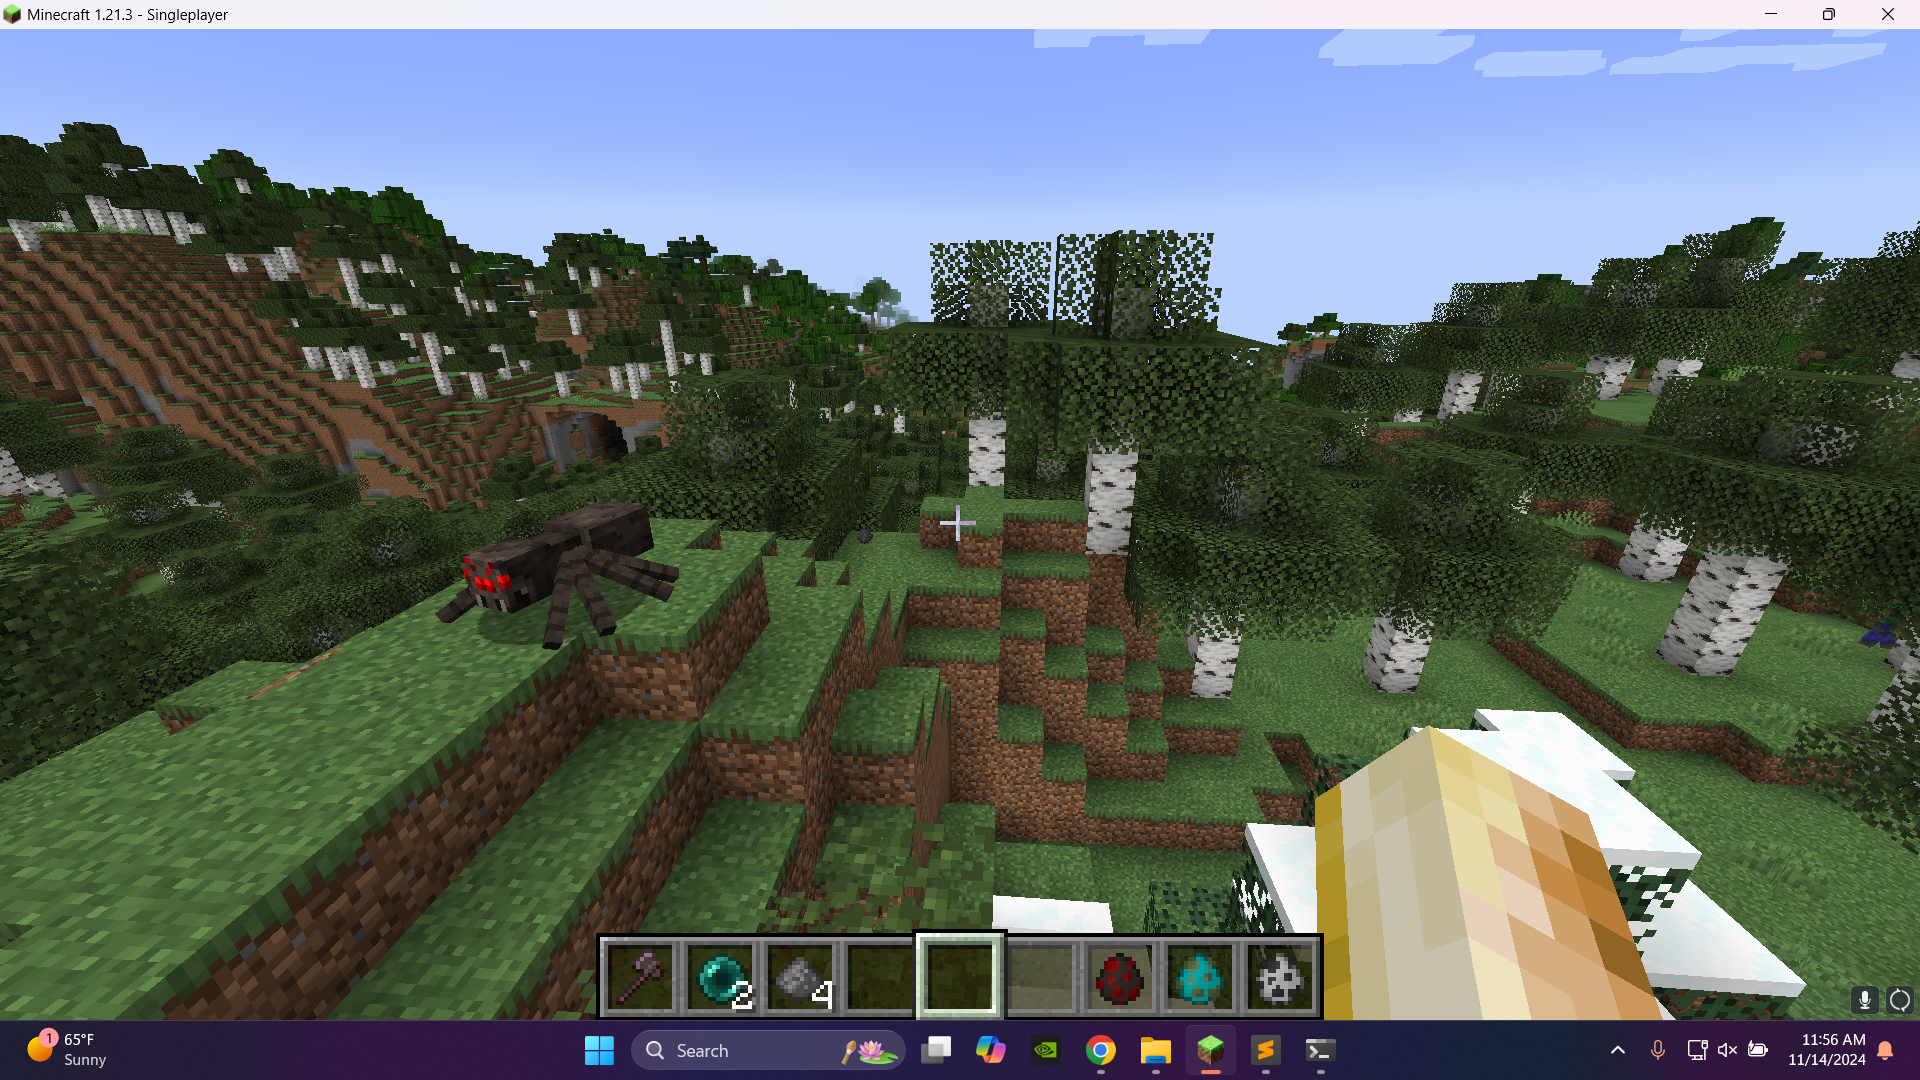 Minecraft 1.21.3 - Singleplayer
2
4
1
65°F
Sunny
Search
11:56 AM
11/14/2024